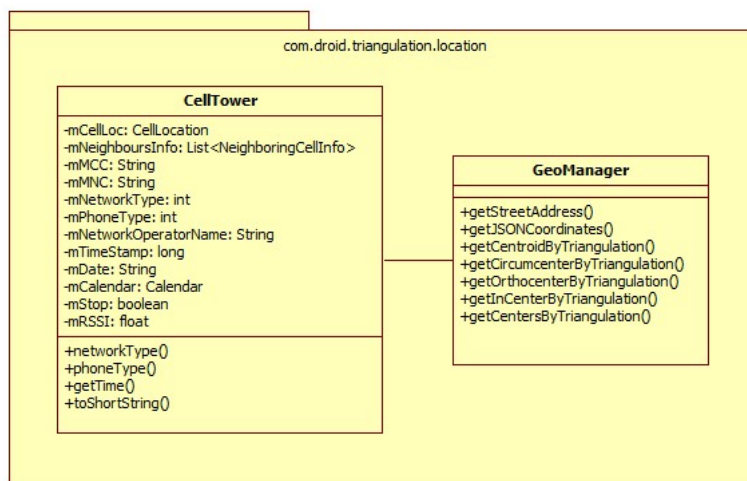 com.droid.triangulation.location
CellTower
-mCellLoc: CellLocation
-mNeighboursInfo: List<NeighboringCellInfo>
-mMCC: String
-mMNC: String
-mNetworkType: int
-mPhoneType: int
-mNetworkOperatorName: String
-mTimeStamp: long
-mDate: String
-mCalendar: Calendar
-mStop: boolean
-mRSSI: float
+networkType()
+phoneType()
+getTime()
+toShortString()
GeoManager
+getStreetAddress()
+getJSONCoordinates()
+getCentroidByTriangulation()
+getCircumcenterByTriangulation()
+getOrthocenterByTriangulation()
+getInCenterByTriangulation()
+getCentersByTriangulation()